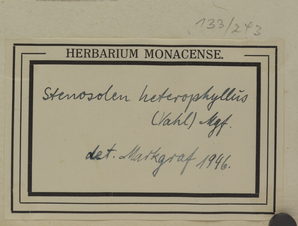 133/243
HERBARIUM MONACENSE.
Stenosolen heterophyllus
(Vahl) Mgf.
det. Markgraf 1946.